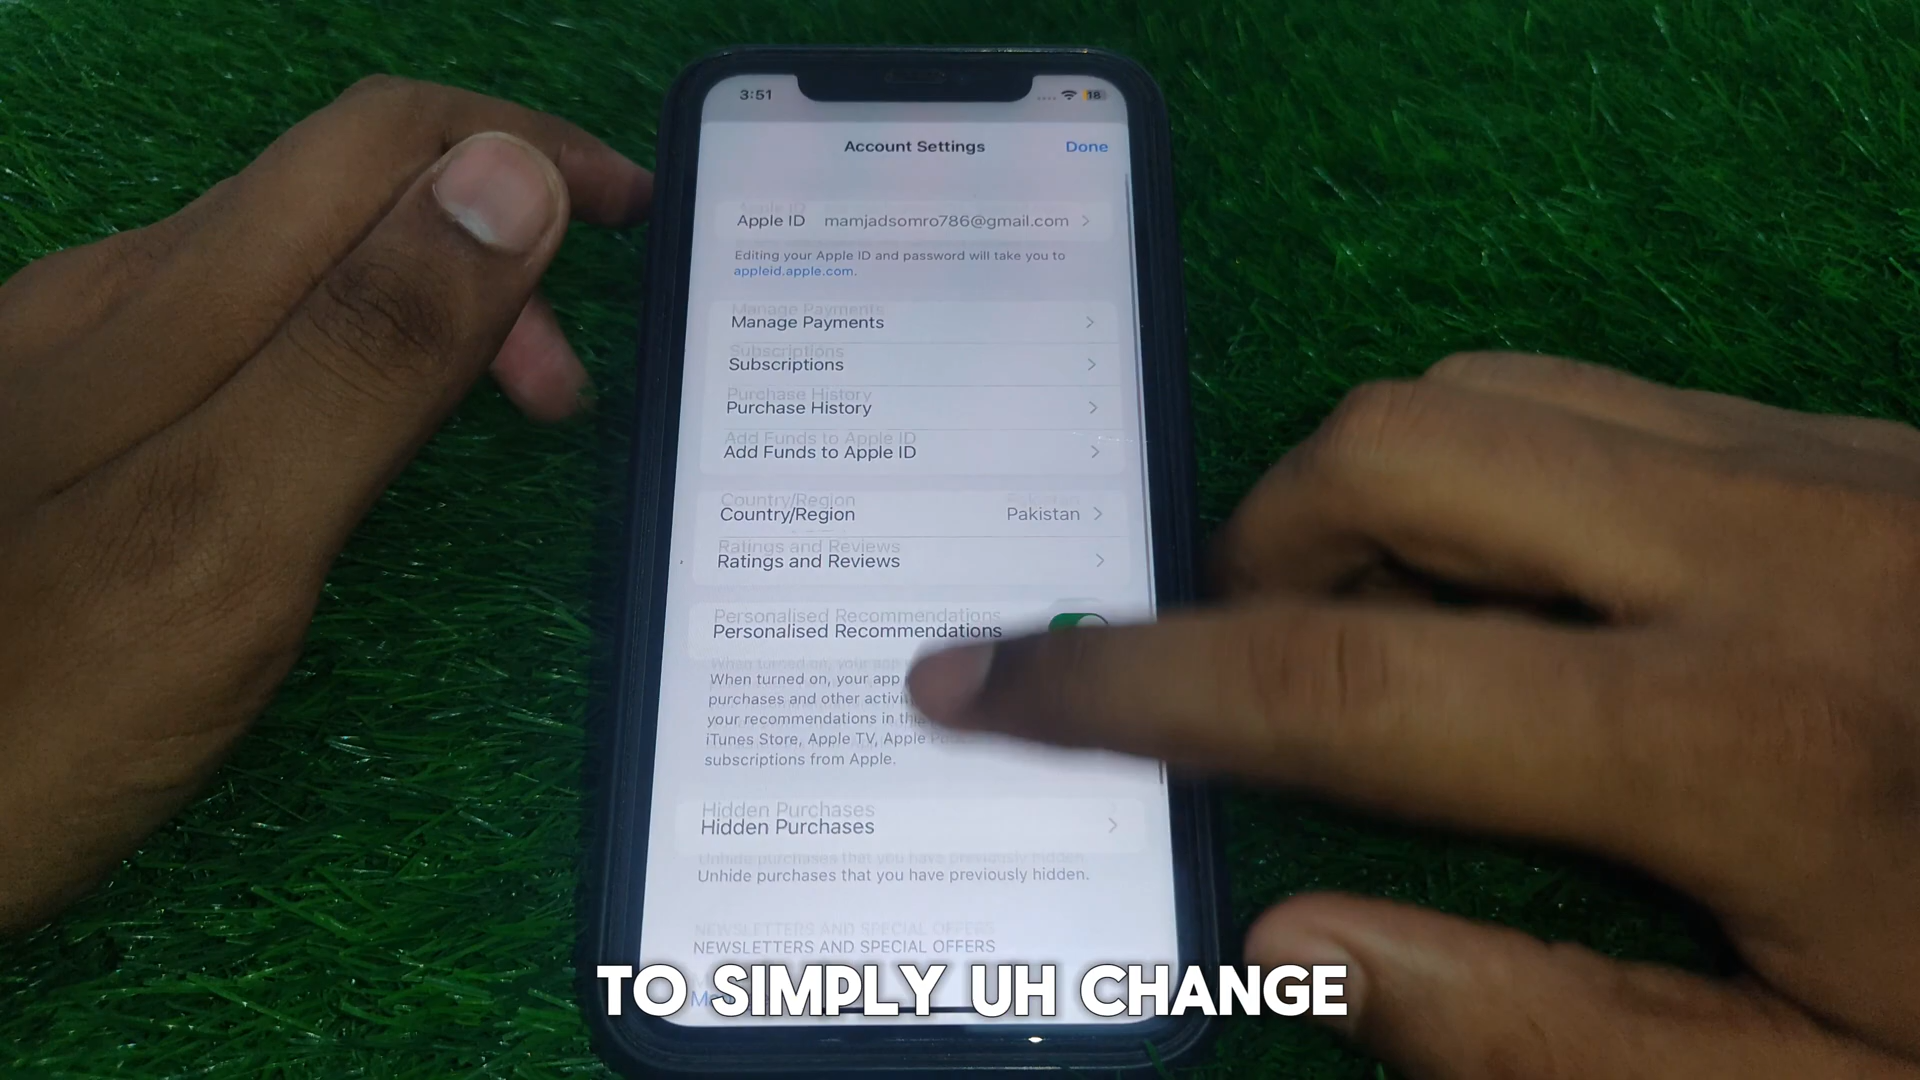 3:51
18
Account Settings
Done
Apple ID mamjadsomro786@gmail.com
Editing your Apple ID and password will take you to
appleid.apple.com.
Manage Payments
Subscriptions
Purchase History
Add Funds to Apple ID
Country/Region Pakistan
Ratings and Reviews
Personalised Recommendations
When turned on, your app
purchases and other
your recommendations in this
iTunes Store, Apple TV, Apple
subscriptions from Apple.
Hidden Purchases
Unhide purchases that you have previously hidden.
NEWSLETTERS AND SPECIAL OFFERS
TO SIMPLY UH CHANGE